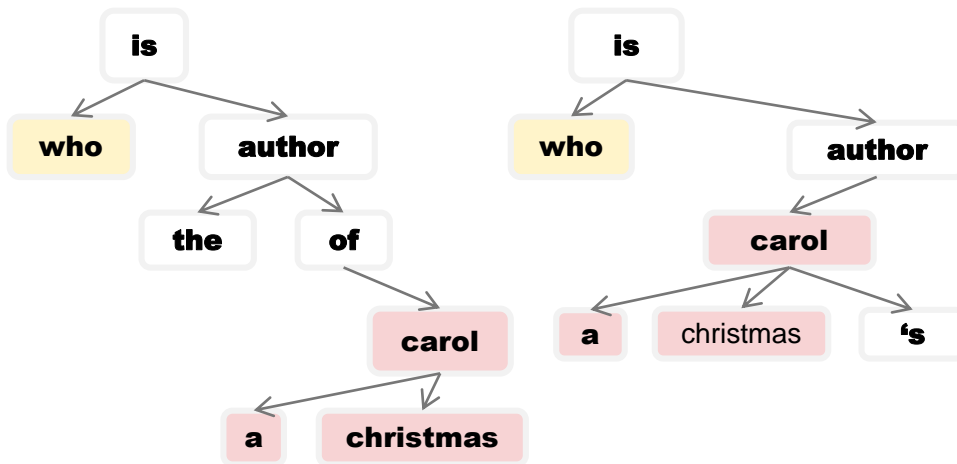 is
who
author
the
of
carol
a
christmas
is
who
author
carol
a
christmas
‘s